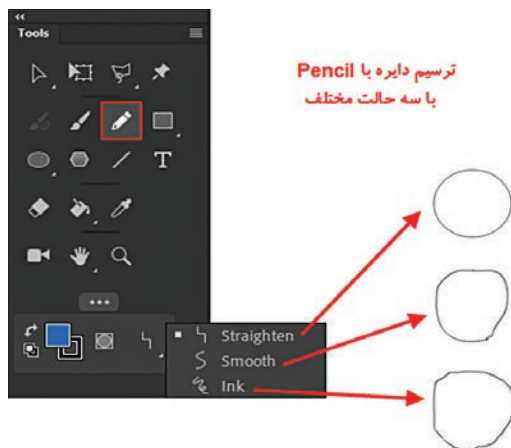 Tools
ترسیم دایره با Pencil
با سه حالت مختلف
T
Straighten
Smooth
Ink